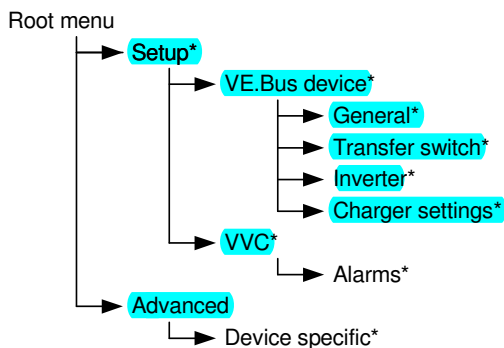 Root menu
Setup*
VE.Bus device*
General*
Transfer switch*
Inverter*
Charger settings*
VVC*
Alarms*
Advanced
Device specific*